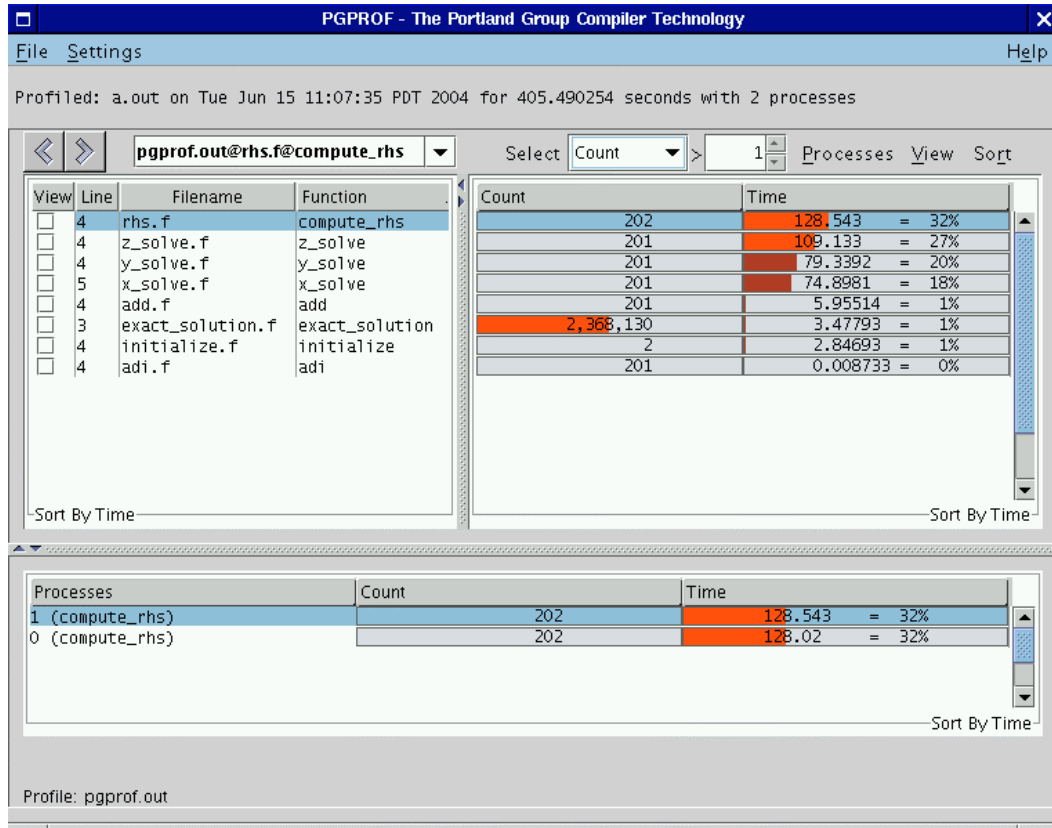 PGPROF - The Portland Group Compiler Technology
File Settings Help
Profiled: a.out on Tue Jun 15 11:07:35 PDT 2004 for 405.490254 seconds with 2 processes
pgprof.out@rhs.f@compute_rhs Select Count > 1 Processes View Sort
View Line Filename Function . Count Time
4 rhs.f compute_rhs 202 128.543 = 32%
4 z_solve.f z_solve 201 109.133 = 27%
4 y_solve.f y_solve 201 79.3392 = 20%
5 x_solve.f x_solve 201 74.8981 = 18%
4 add.f add 201 5.95514 = 1%
3 exact_solution.f exact_solution 2,368,130 3.47793 = 1%
4 initialize.f initialize 2 2.84693 = 1%
4 adi.f adi 201 0.008733 = 0%
Sort By Time Sort By Time
Processes Count Time
1 (compute_rhs) 202 128.543 = 32%
0 (compute_rhs) 202 128.02 = 32%
Sort By Time
Profile: pgprof.out